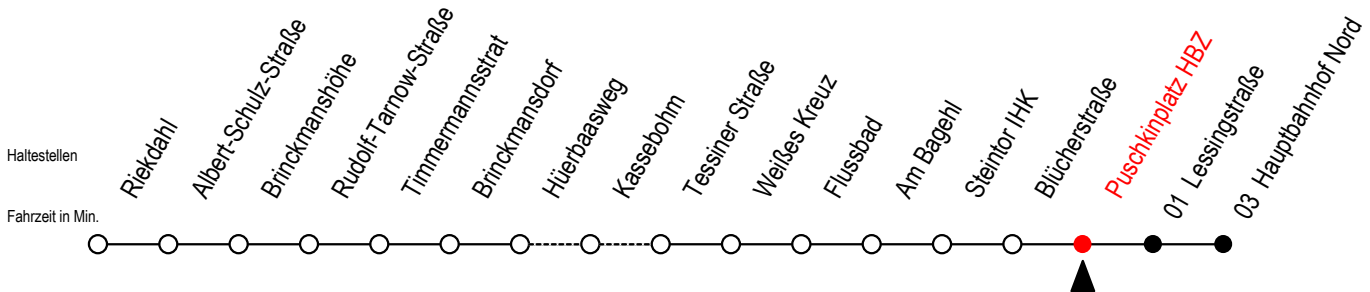 Haltestellen
Fahrzeit in Min.
Riekdahl
Albert-Schulz-Straße
Brinckmanshöhe
Rudolf-Tarnow-Straße
Timmermannsstrat
Brinckmansdorf
Hüerbaasweg
Kassebohm
Tessiner Straße
Weißes Kreuz
Flussbad
Am Bagehl
Steintor IHK
Blücherstraße
Puschkinplatz HBZ
01 Lessingstraße
03 Hauptbahnhof Nord